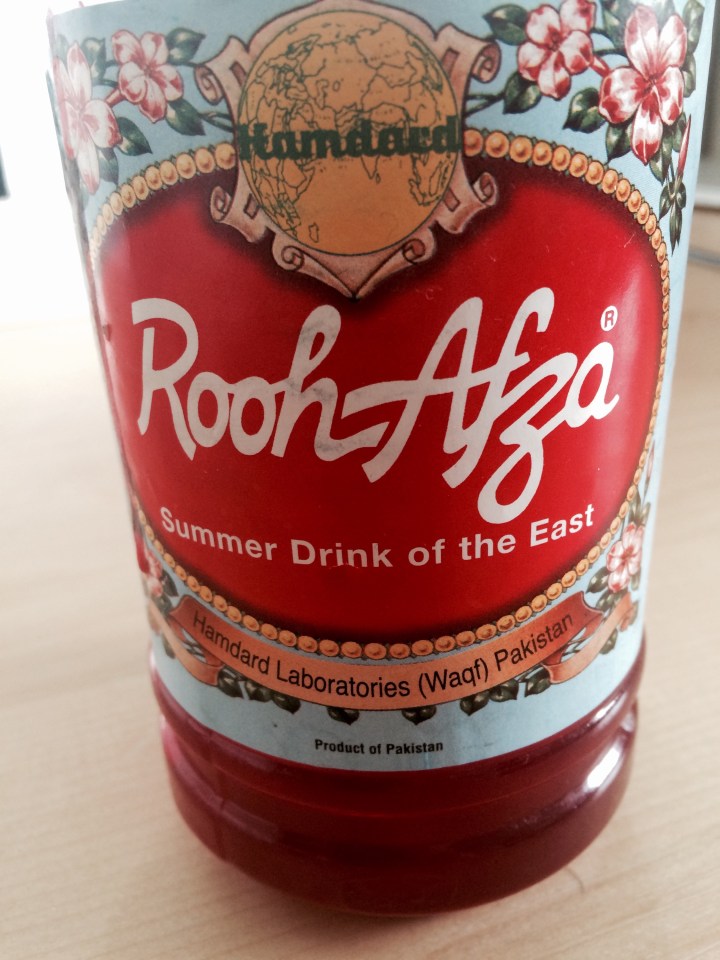 Hamdard
Rooh Afza ®
Summer Drink of the East
Hamdard Laboratories (Waqf) Pakistan
Product of Pakistan